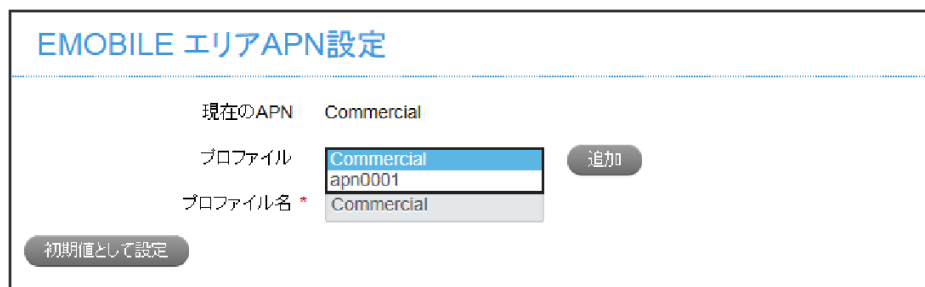 EMOBILE エリアAPN設定
現在のAPN Commercial
プロファイル Commercial 追加
apn0001
プロファイル名 * Commercial
初期値として設定